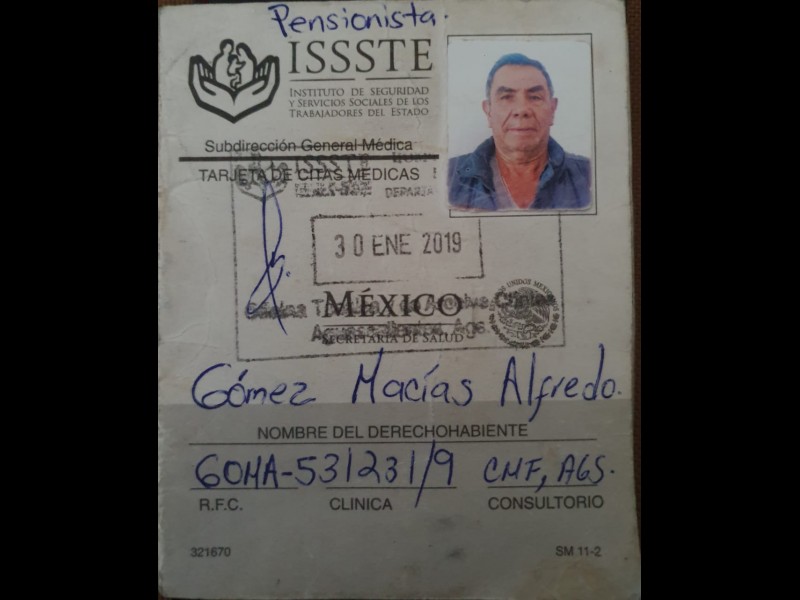 Pensionista.
ISSSTE
INSTITUTO DE SEGURIDAD
Y SERVICIOS SOCIALES DE LOS
TRABAJADORES DEL ESTADO
Subdirección General Médica
TARJETA DE CITAS MEDICAS
ISSSTE
30 ENE 2019
MÉXICO
SECRETARÍA DE SALUD
Gómez Macías Alfredo.
NOMBRE DEL DERECHOHABIENTE
GOMA-531231/9 CMF, AGS.
R.F.C. CLINICA CONSULTORIO
321670 SM 11-2